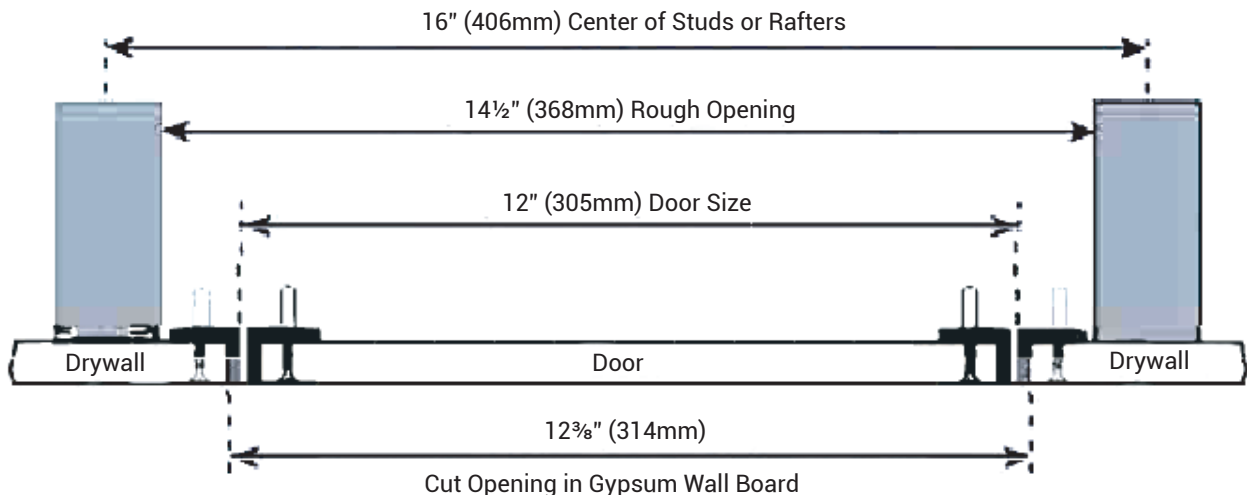 16" (406mm) Center of Studs or Rafters
14½" (368mm) Rough Opening
12" (305mm) Door Size
Drywall
Door
Drywall
12⅜" (314mm)
Cut Opening in Gypsum Wall Board